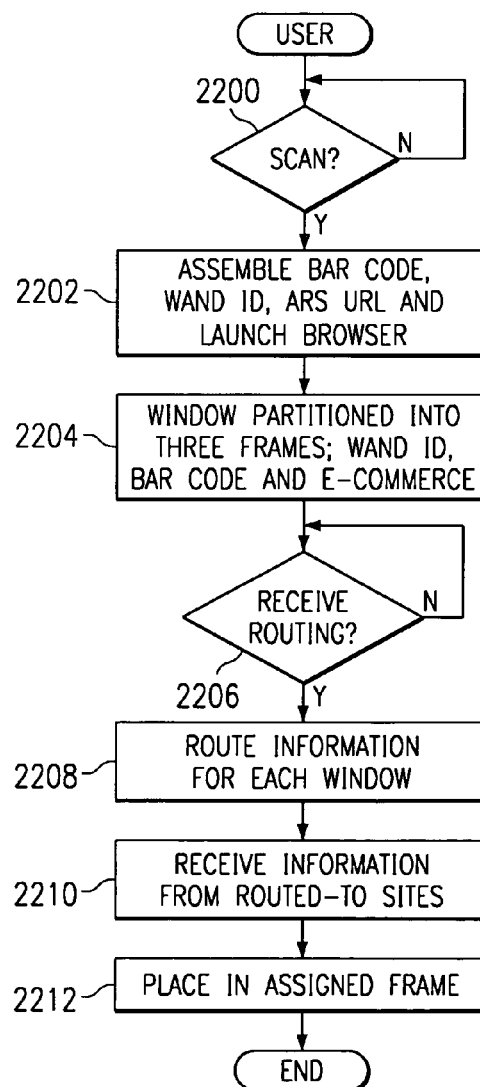 USER
2200
SCAN?
N
Y
2202
ASSEMBLE BAR CODE,
WAND ID, ARS URL AND
LAUNCH BROWSER
2204
WINDOW PARTITIONED INTO
THREE FRAMES; WAND ID,
BAR CODE AND E-COMMERCE
RECEIVE
ROUTING?
N
2206
Y
2208
ROUTE INFORMATION
FOR EACH WINDOW
2210
RECEIVE INFORMATION
FROM ROUTED-TO SITES
2212
PLACE IN ASSIGNED FRAME
END